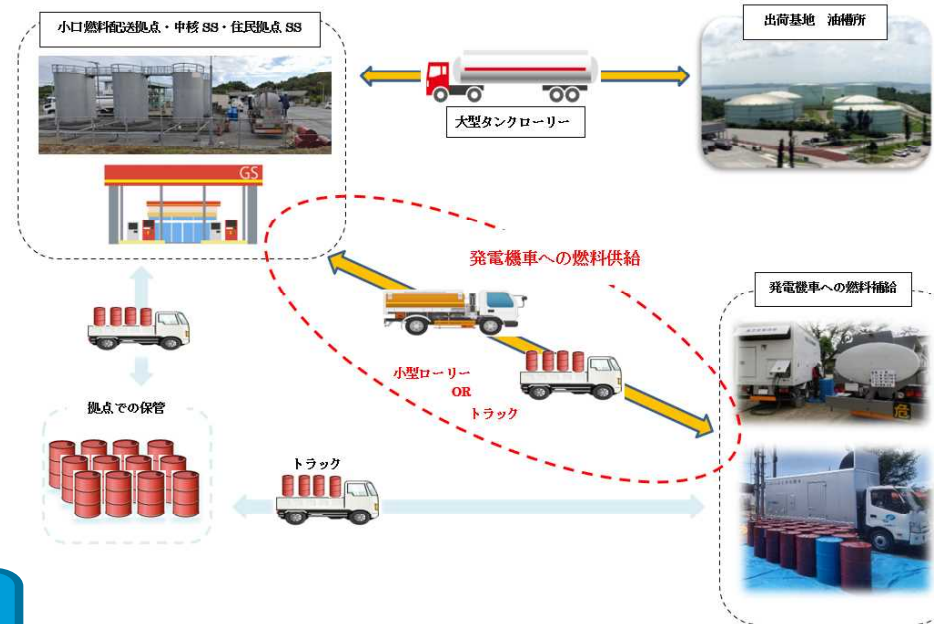 小口燃料配送拠点・中核SS・住民拠点SS
出荷基地　油槽所
大型タンクローリー
GS
発電機車への燃料供給
発電機車への燃料補給
小型ローリー
OR
トラック
拠点での保管
トラック
危